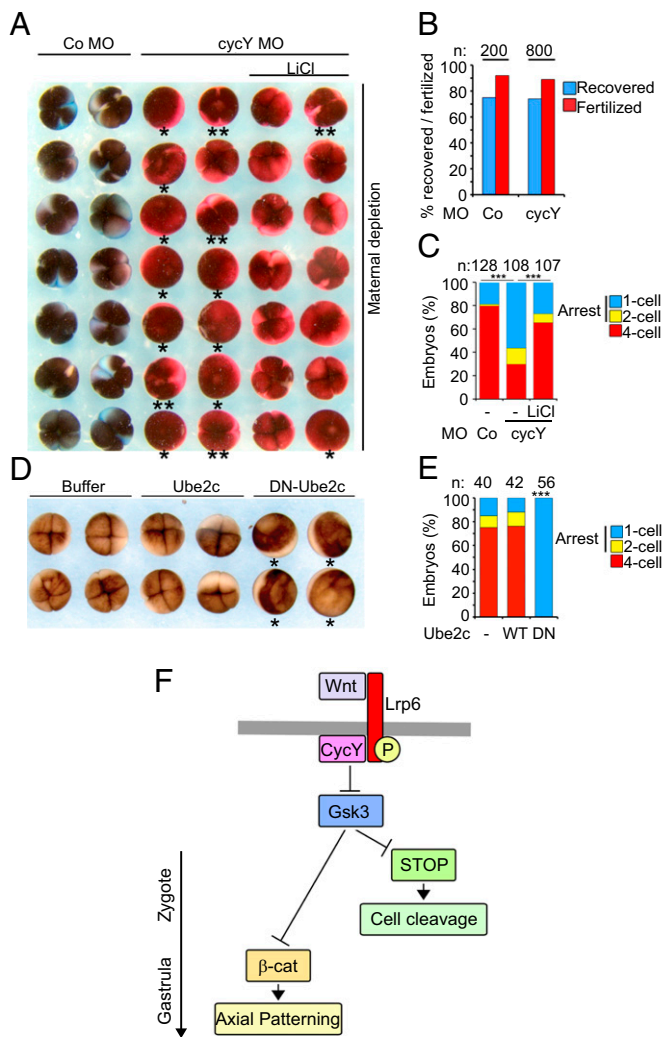 A
Co MO
cycY MO
LiCl
*
**
**
*
*
**
*
*
*
*
**
*
*
**
*
Maternal depletion
B
n: 200 800
100
80
60
40
20
0
% recovered / fertilized
Recovered
Fertilized
MO Co cycY
C
n:128 108 107
*** ***
100
80
60
40
20
0
Embryos (%)
Arrest
1-cell
2-cell
4-cell
- - LiCl
MO Co cycY
D
Buffer
Ube2c
DN-Ube2c
* *
* *
E
n: 40 42 56
***
100
80
60
40
20
0
Embryos (%)
Arrest
1-cell
2-cell
4-cell
Ube2c - WT DN
F
Wnt
Lrp6
CycY
P
Gsk3
STOP
Cell cleavage
β-cat
Axial Patterning
Zygote
Gastrula